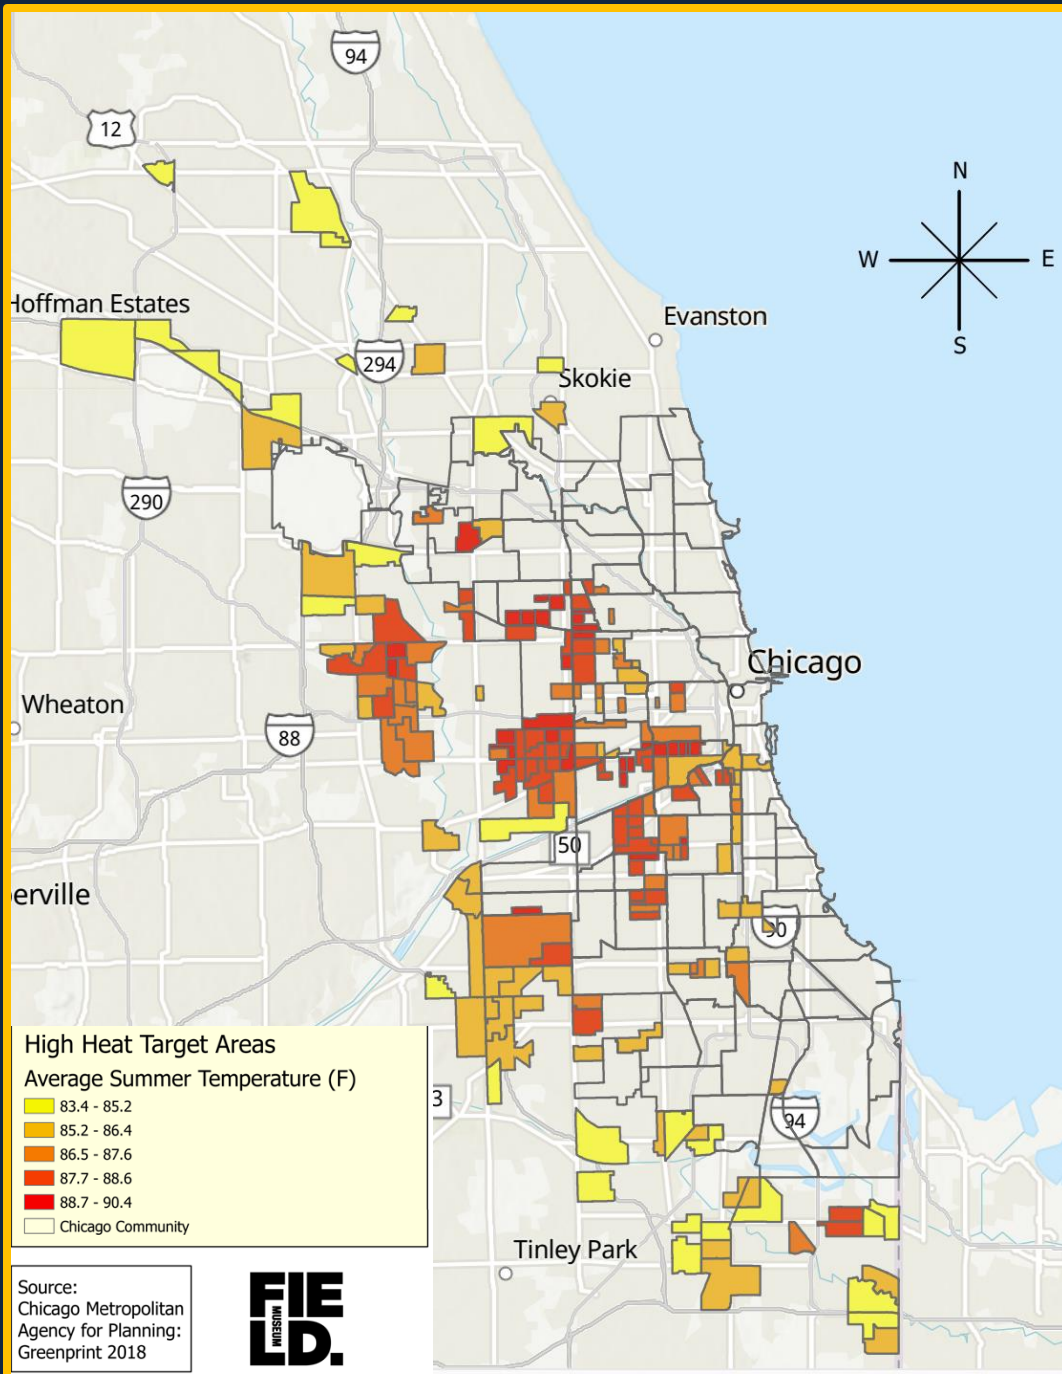 94
12
N
W
E
S
Hoffman Estates
Evanston
294
Skokie
290
Chicago
Wheaton
88
50
erville
90
High Heat Target Areas
Average Summer Temperature (F)
83.4 - 85.2
85.2 - 86.4
86.5 - 87.6
87.7 - 88.6
88.7 - 90.4
Chicago Community
3
94
Tinley Park
Source:
Chicago Metropolitan
Agency for Planning:
Greenprint 2018
FIE
MUSEUM
LD.